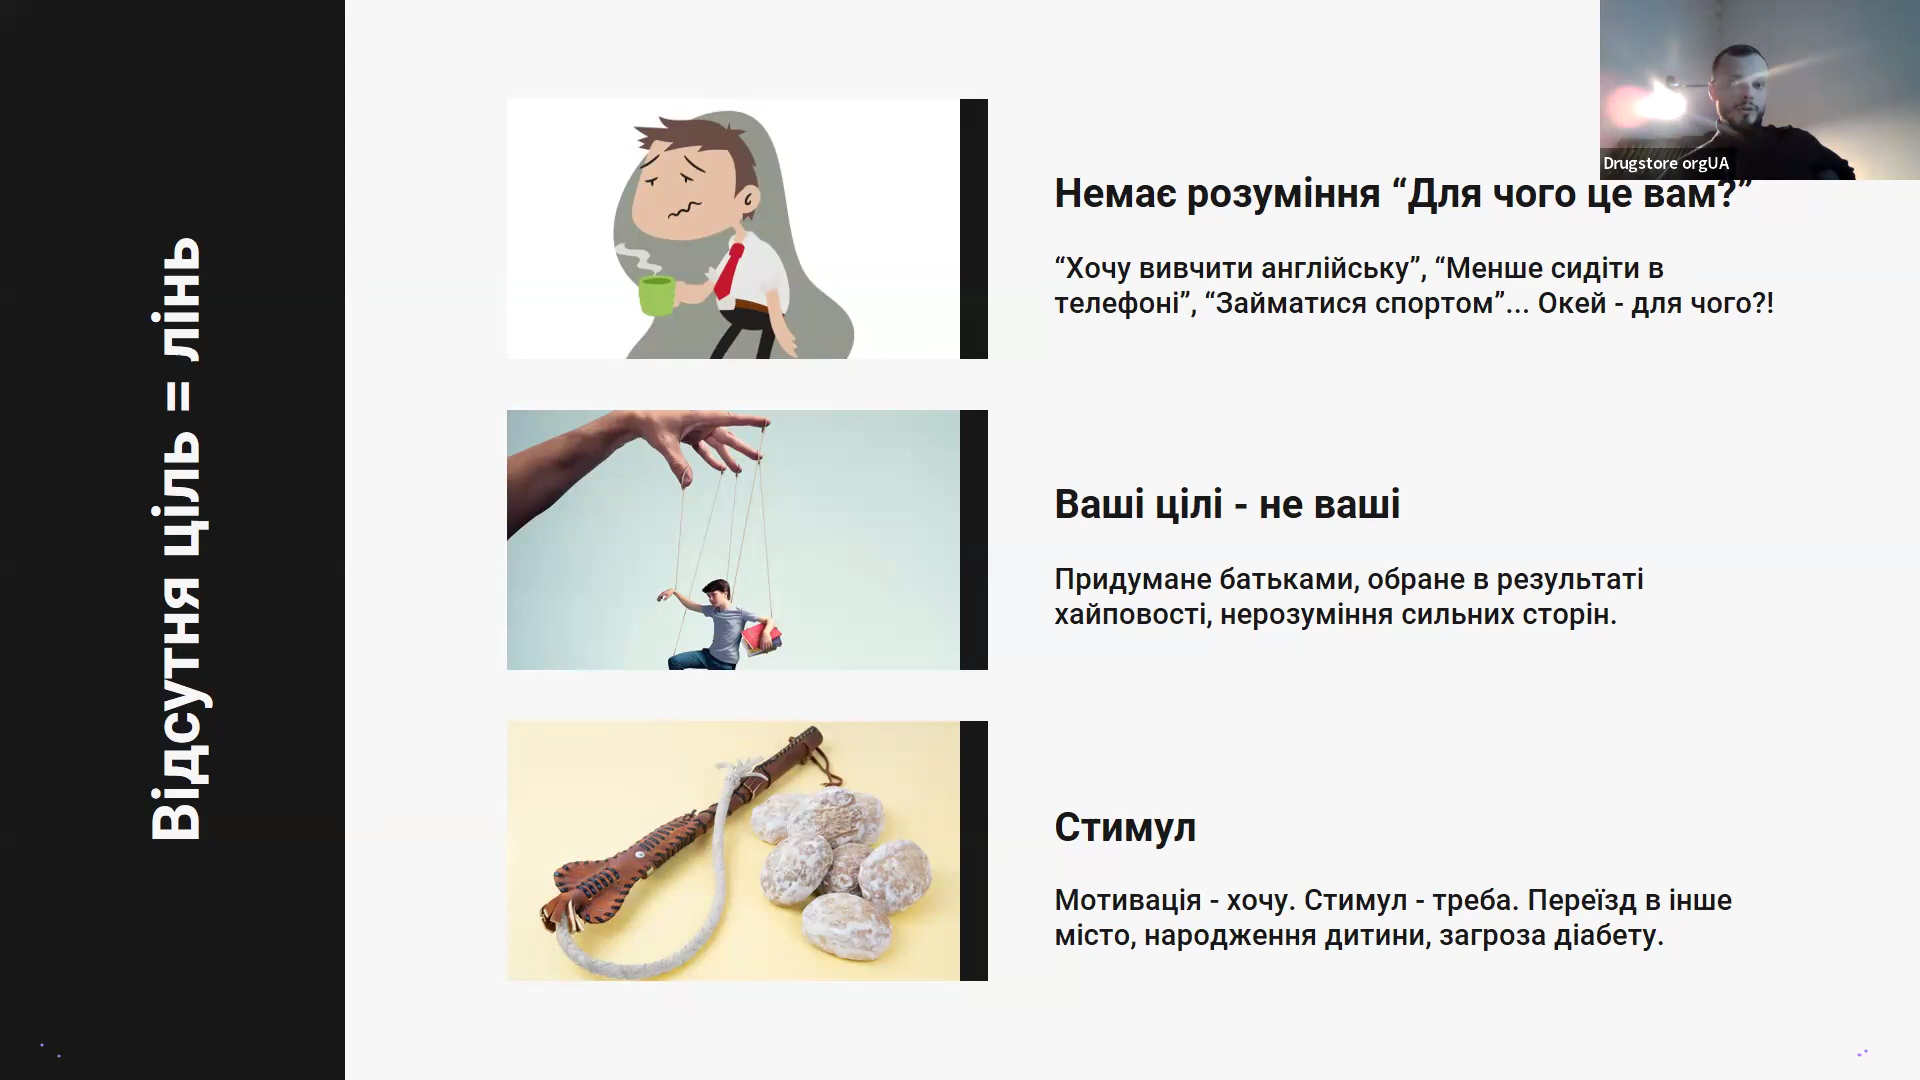 Відсутня ціль = лінь
Drugstore orgUA
Немає розуміння “Для чого це вам?”
“Хочу вивчити англійську”, “Менше сидіти в
телефоні”, “Займатися спортом”... Окей - для чого?!
Ваші цілі - не ваші
Придумане батьками, обране в результаті
хайповості, нерозуміння сильних сторін.
Стимул
Мотивація - хочу. Стимул - треба. Переїзд в інше
місто, народження дитини, загроза діабету.